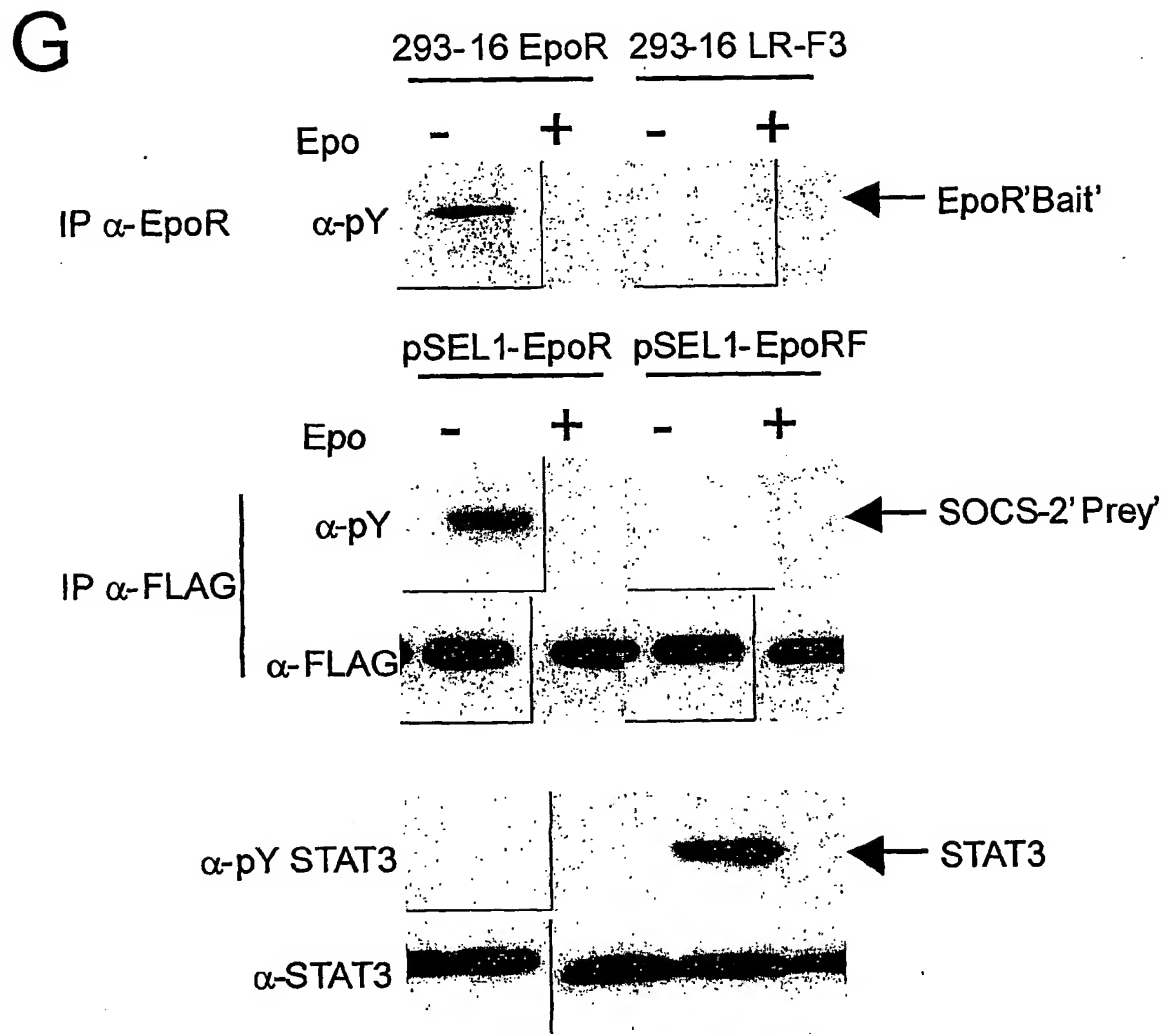 G
293-16 EpoR 293-16 LR-F3
Epo - + - +
IP α-EpoR α-pY EpoR'Bait'
pSEL1-EpoR pSEL1-EpoRF
Epo - + - +
α-pY SOCS-2'Prey'
IP α-FLAG
α-FLAG
α-pY STAT3 STAT3
α-STAT3